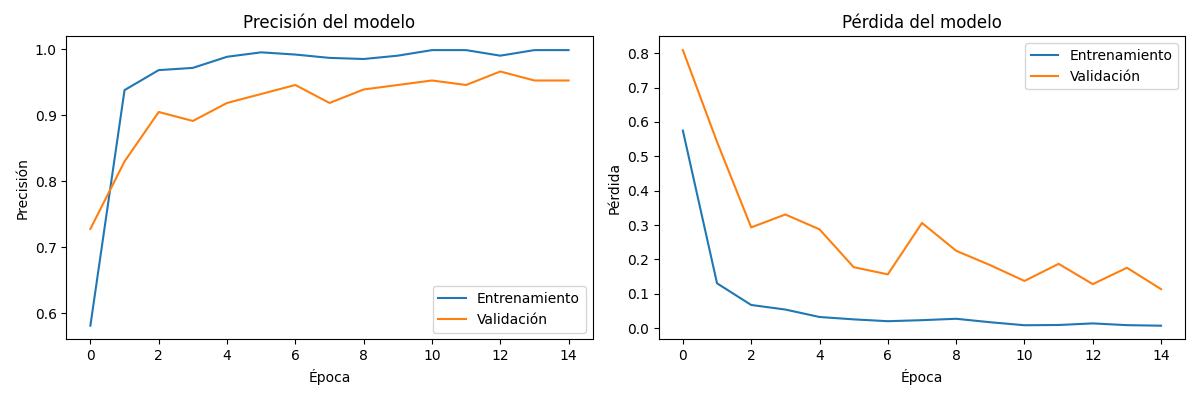 Precisión del modelo
1.0
0.9
0.8
0.7
0.6
Precisión
Entrenamiento
Validación
0 2 4 6 8 10 12 14
Época
Pérdida del modelo
0.8
0.7
0.6
0.5
0.4
0.3
0.2
0.1
0.0
Pérdida
Entrenamiento
Validación
0 2 4 6 8 10 12 14
Época